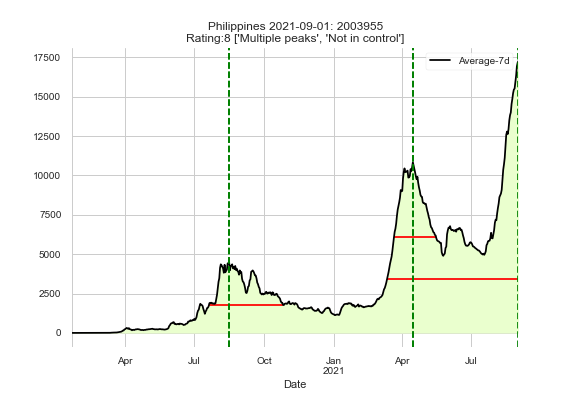 Philippines 2021-09-01: 2003955
Rating:8 ['Multiple peaks', 'Not in control']
Average-7d
17500
15000
12500
10000
7500
5000
2500
0
Apr Jul Oct Jan Apr Jul
2021
Date